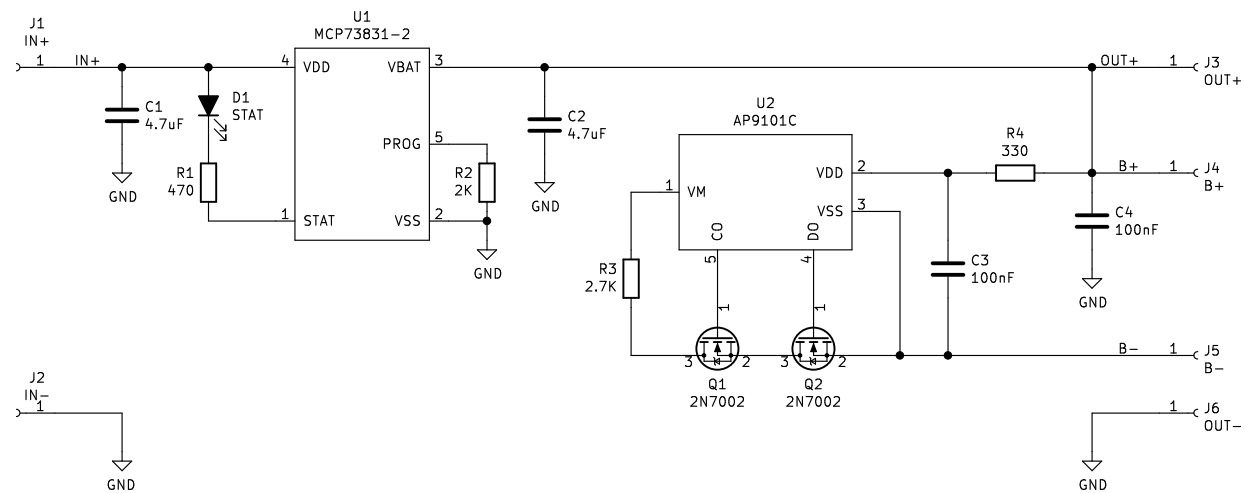 J1
IN+
1
IN+
C1
4.7uF
GND
D1
STAT
R1
470
U1
MCP73831-2
4
VDD
VBAT
3
PROG
5
1
STAT
VSS
2
R2
2K
GND
C2
4.7uF
GND
U2
AP9101C
1
VM
VDD
2
VSS
3
CO
5
DO
4
R3
2.7K
1
3
2
Q1
2N7002
1
3
2
Q2
2N7002
R4
330
C3
100nF
C4
100nF
GND
OUT+
1
J3
OUT+
B+
1
J4
B+
B-
1
J5
B-
J2
IN-
1
GND
1
J6
OUT-
GND